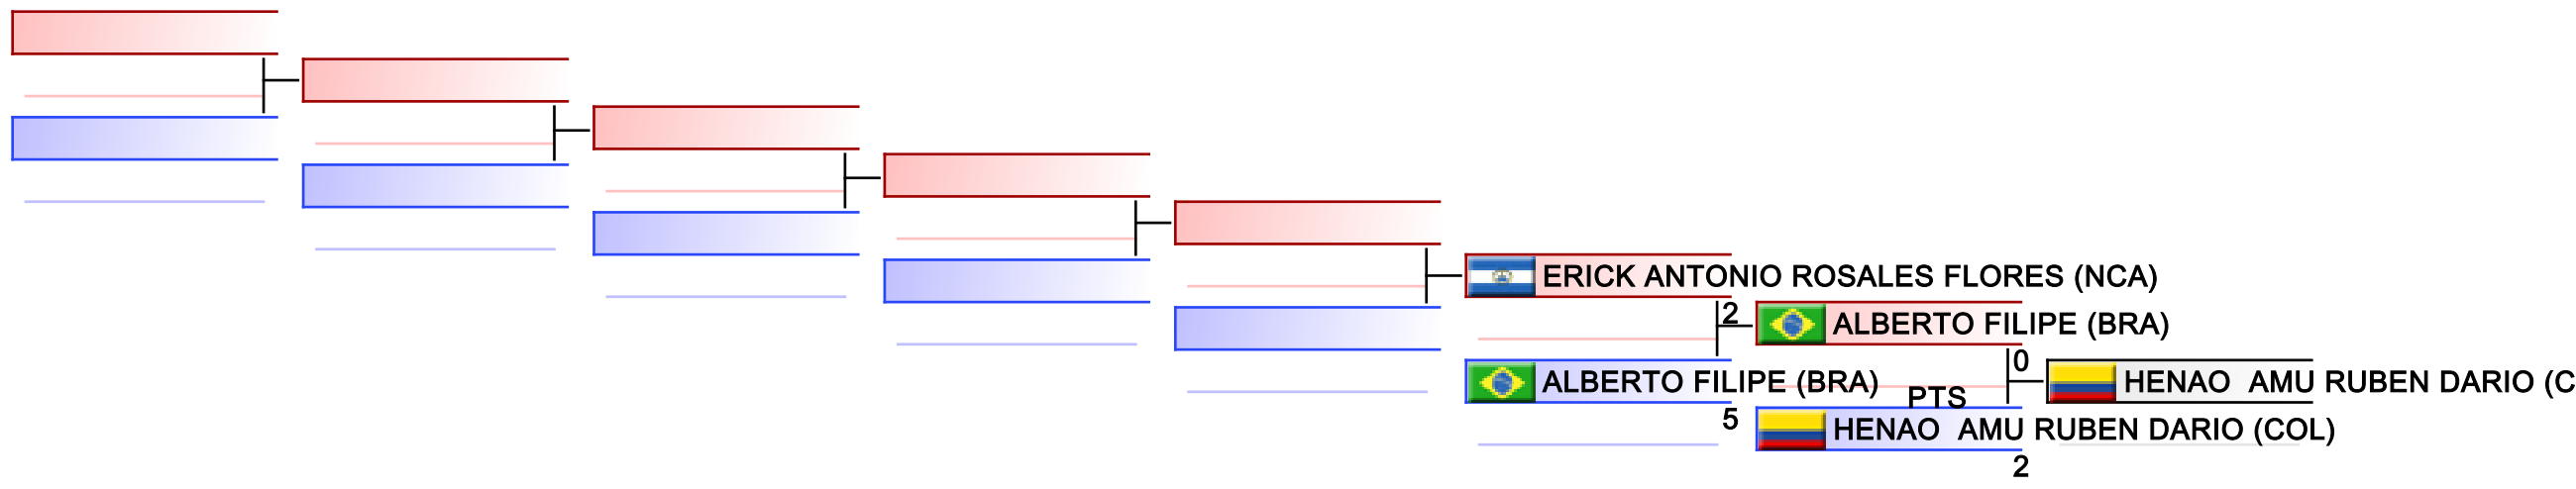 ERICK ANTONIO ROSALES FLORES (NCA)
2
ALBERTO FILIPE (BRA)
0
ALBERTO FILIPE (BRA)
PTS
HENAO  AMU RUBEN DARIO (C
5
HENAO  AMU RUBEN DARIO (COL)
2